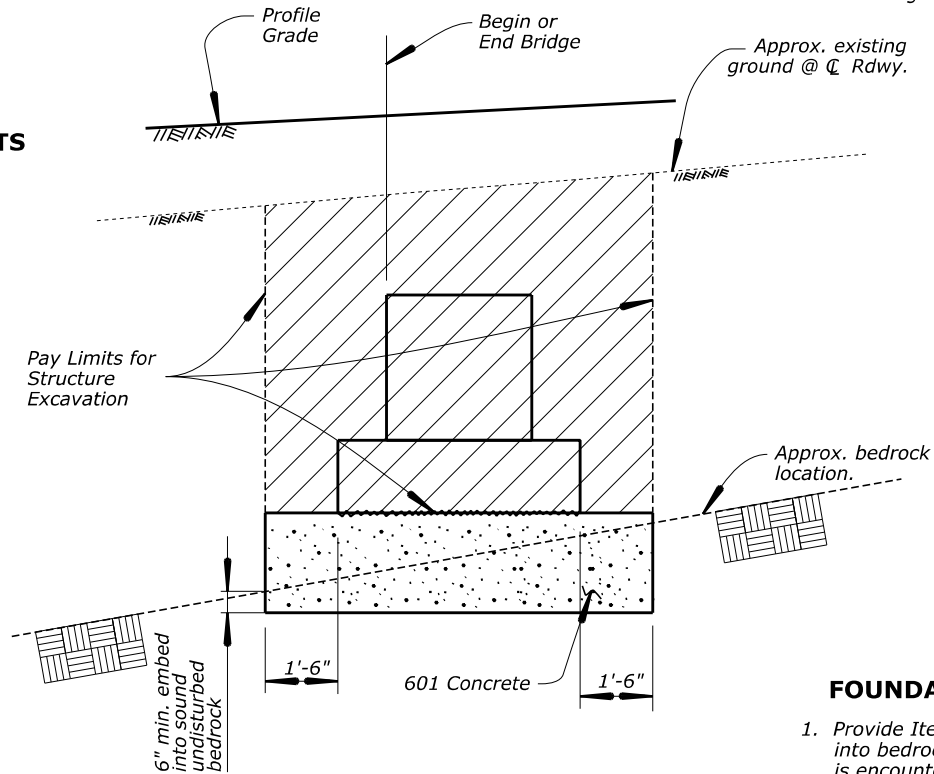 Profile
Grade
Begin or
End Bridge
Approx. existing
ground @ ℄ Rdwy.
TS
Pay Limits for
Structure
Excavation
Approx. bedrock
location.
6" min. embed
into sound
undisturbed
bedrock
1'-6"
601 Concrete
1'-6"
FOUNDA
1. Provide Ite
into bedroc
is encounte